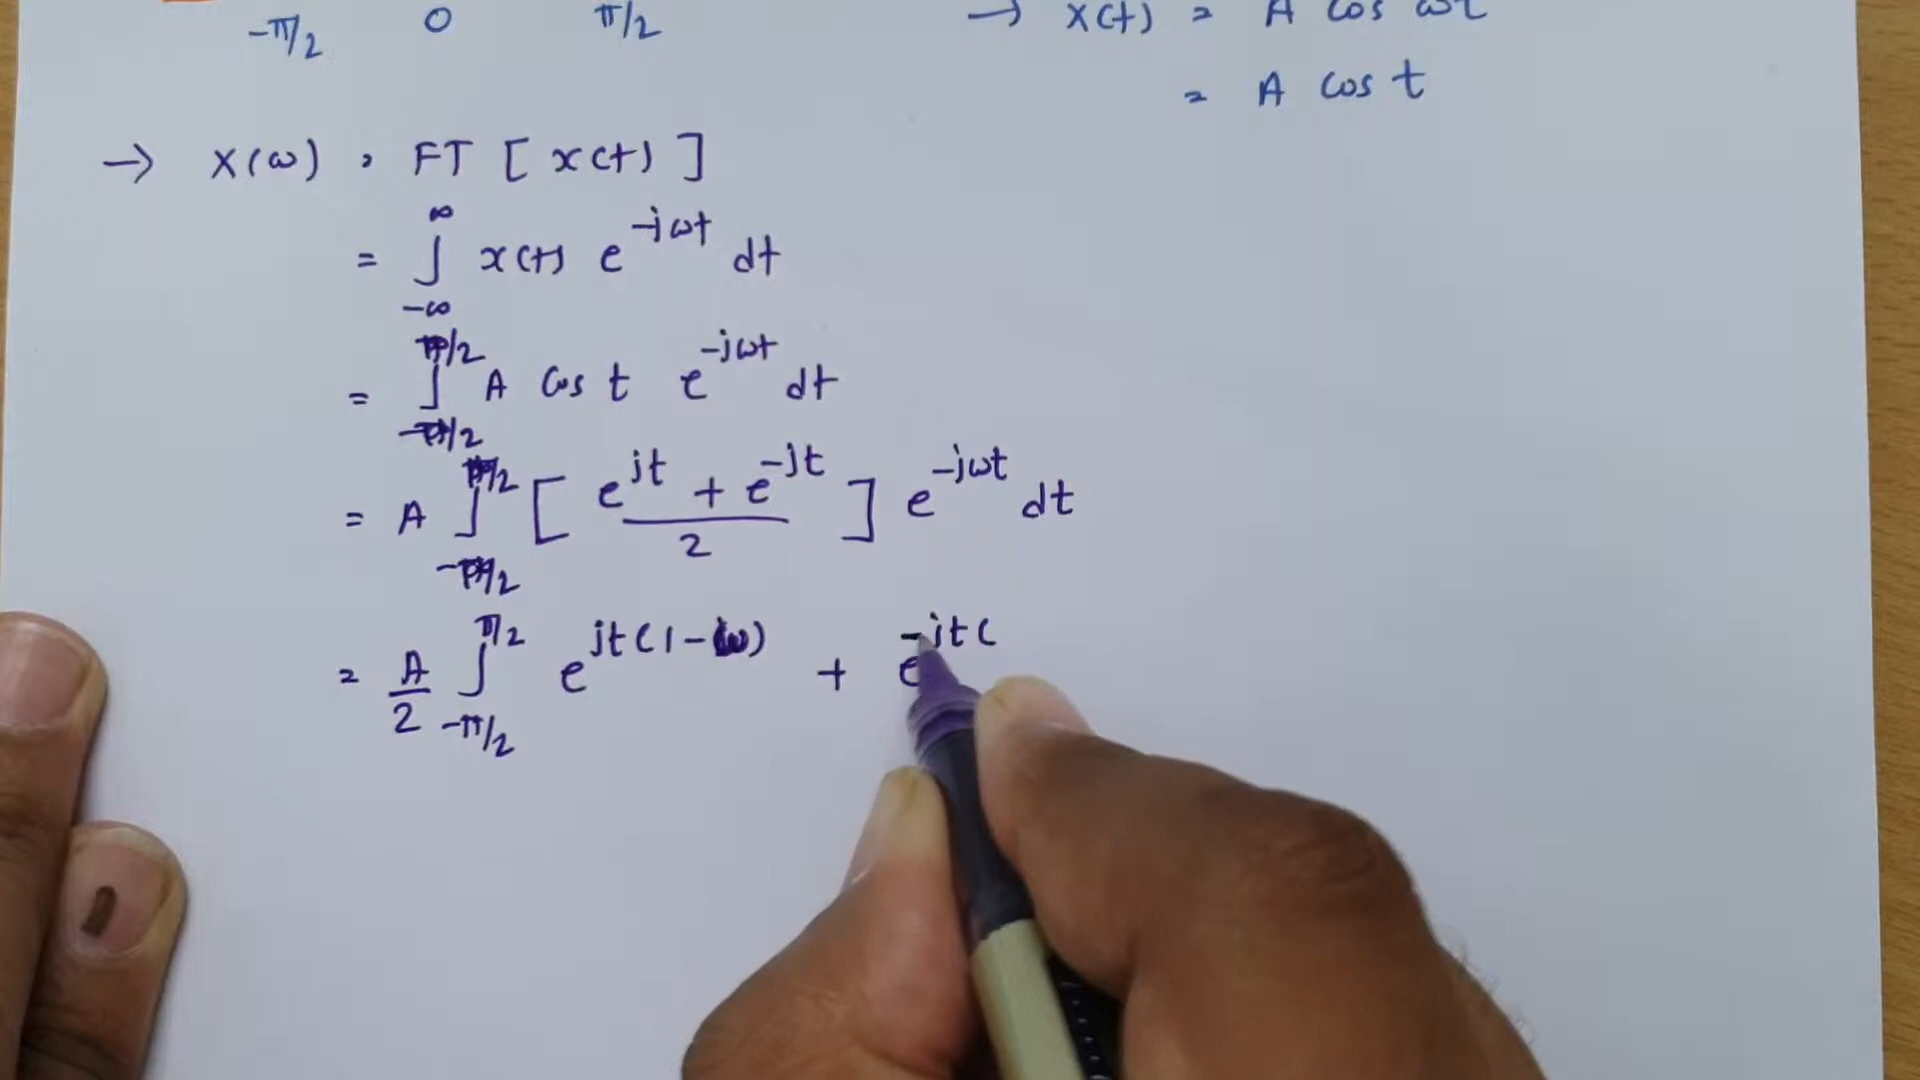 -π/2 0 π/2
→ x(t) = A cos ωt
= A cos t
→ X(ω) = FT [ x(t) ]
= ∫_{-∞}^{∞} x(t) e^{-jωt} dt
= ∫_{-π/2}^{π/2} A cos t e^{-jωt} dt
= A ∫_{-π/2}^{π/2} [ (e^{jt} + e^{-jt})/2 ] e^{-jωt} dt
= A/2 ∫_{-π/2}^{π/2} e^{jt(1-ω)} + e^{-jt(